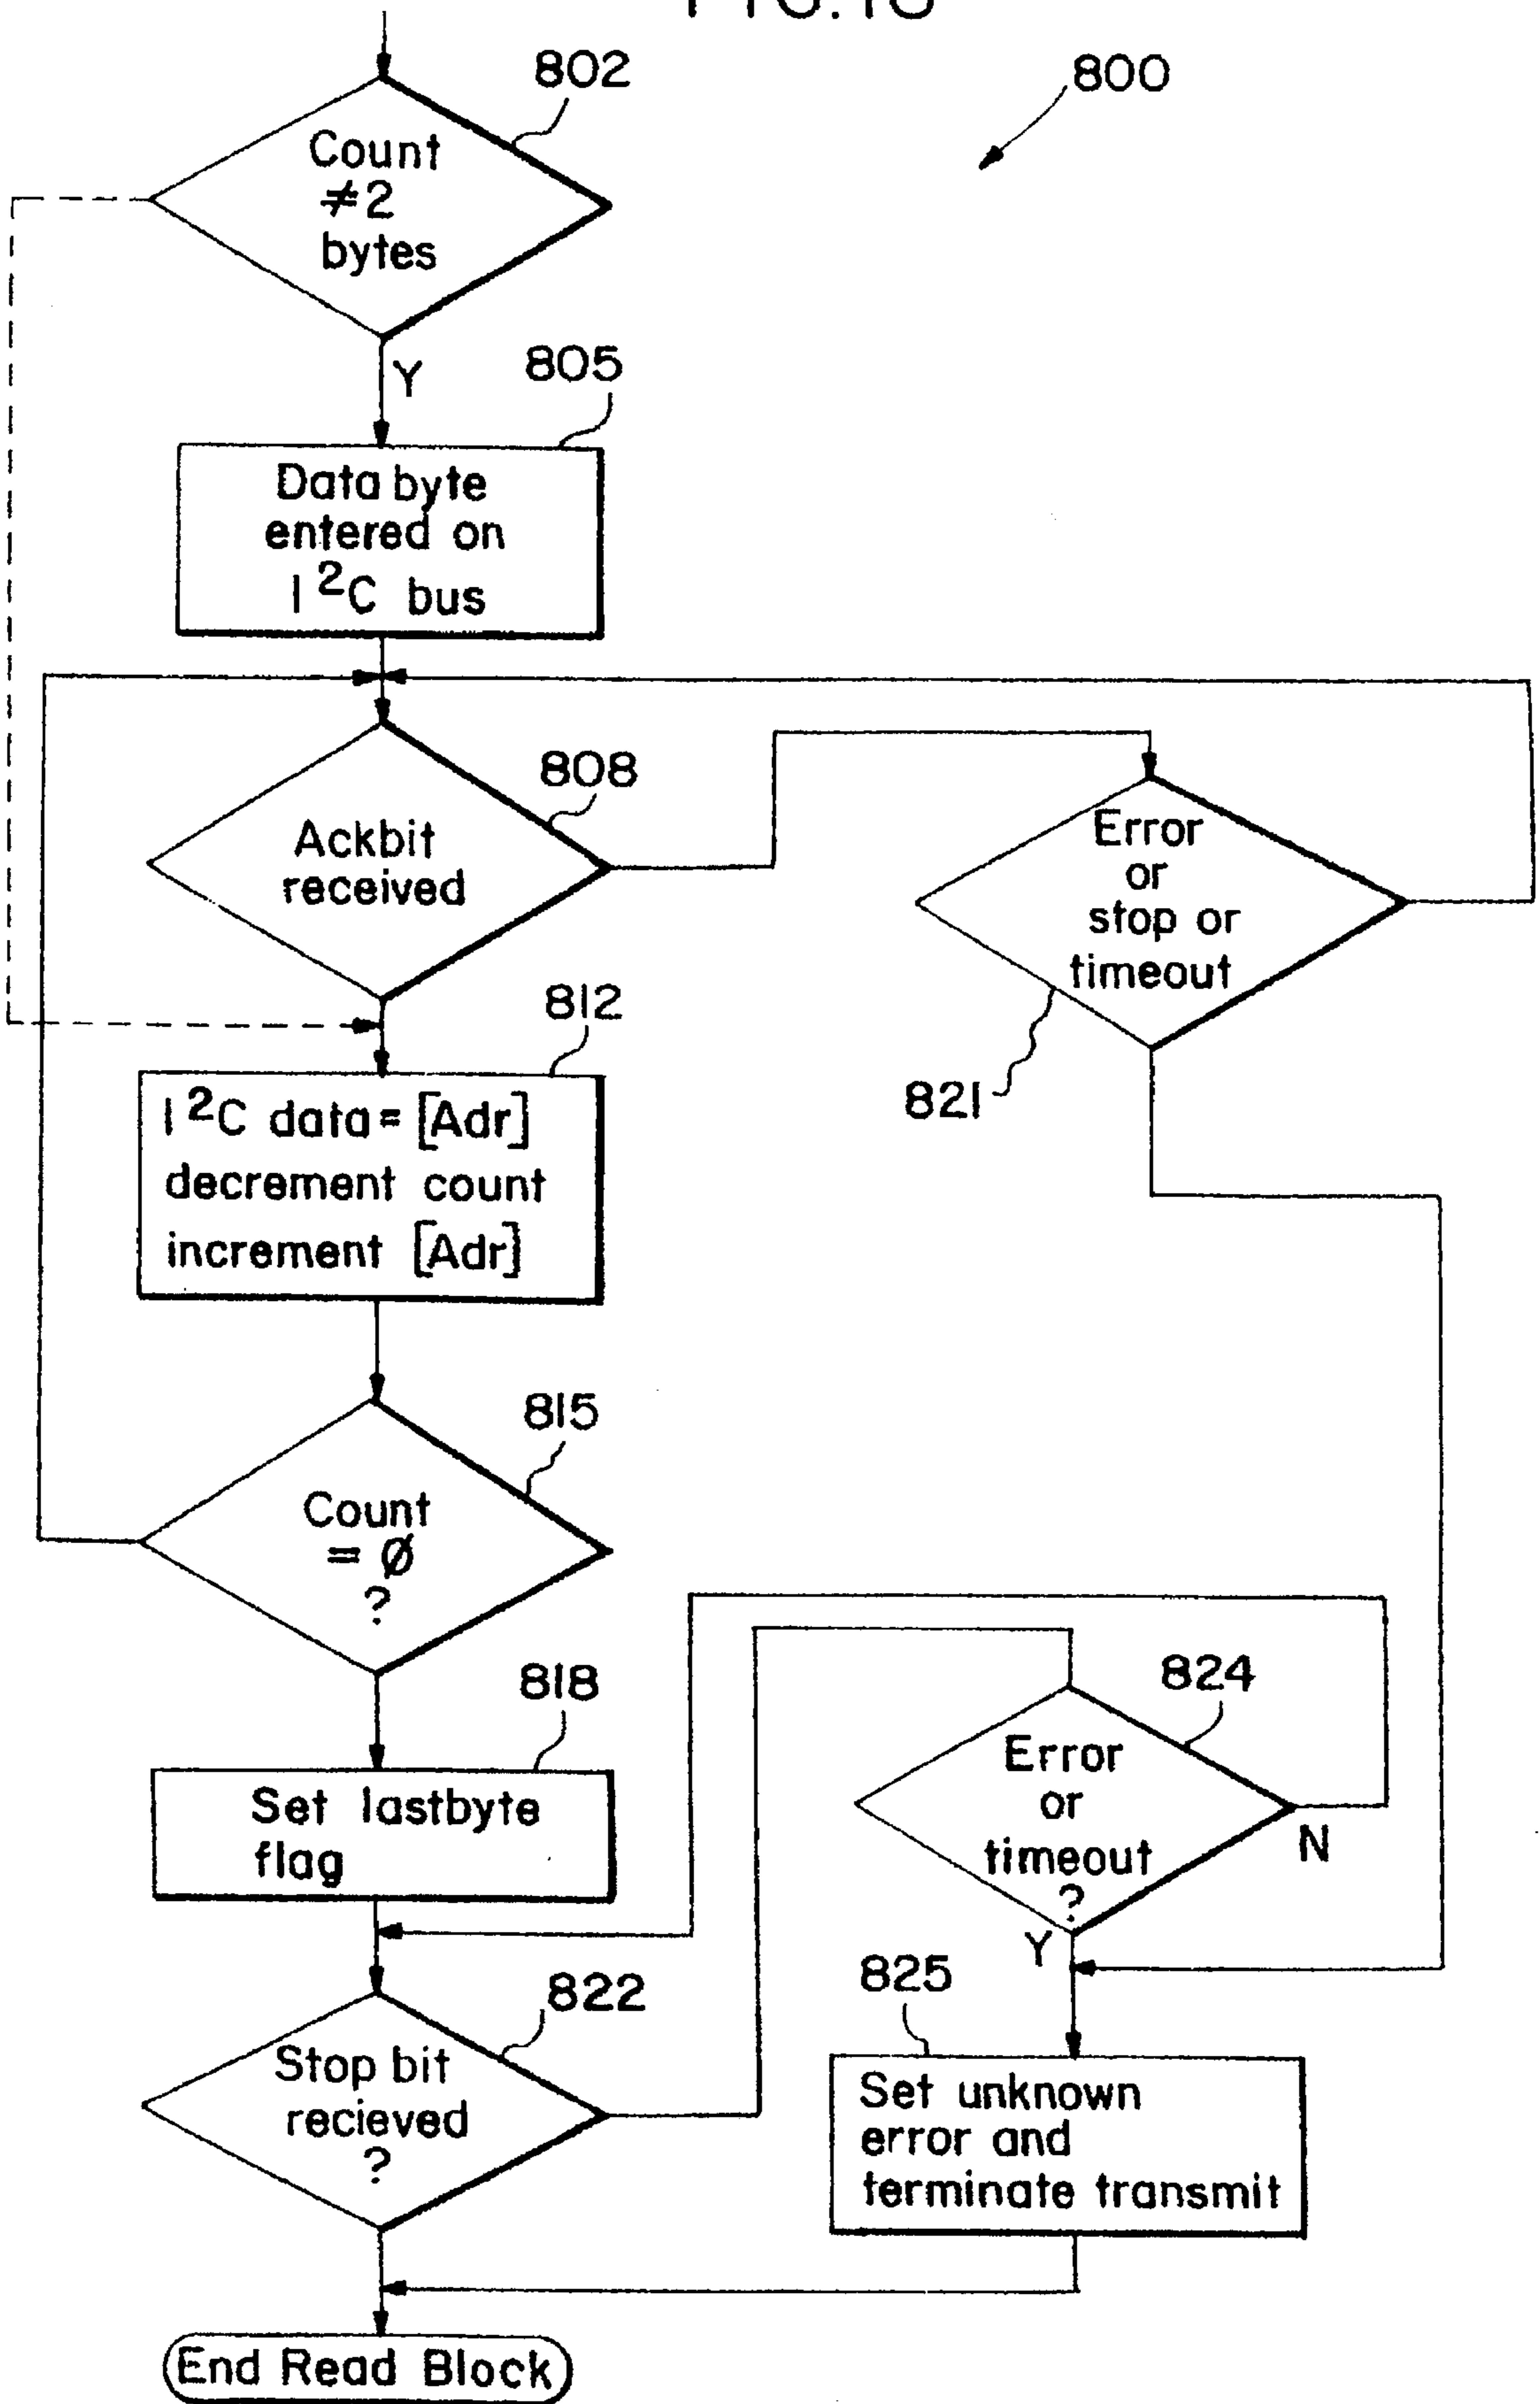 802
800
Count
≠2
bytes
Y
805
Data byte
entered on
I²C bus
808
Ackbit
received
Error
or
stop or
timeout
821
812
I²C data = [Adr]
decrement count
increment [Adr]
815
Count
= Ø
?
818
Set lastbyte
flag
824
Error
or
timeout
?
N
Y
822
Stop bit
recieved
?
825
Set unknown
error and
terminate transmit
End Read Block